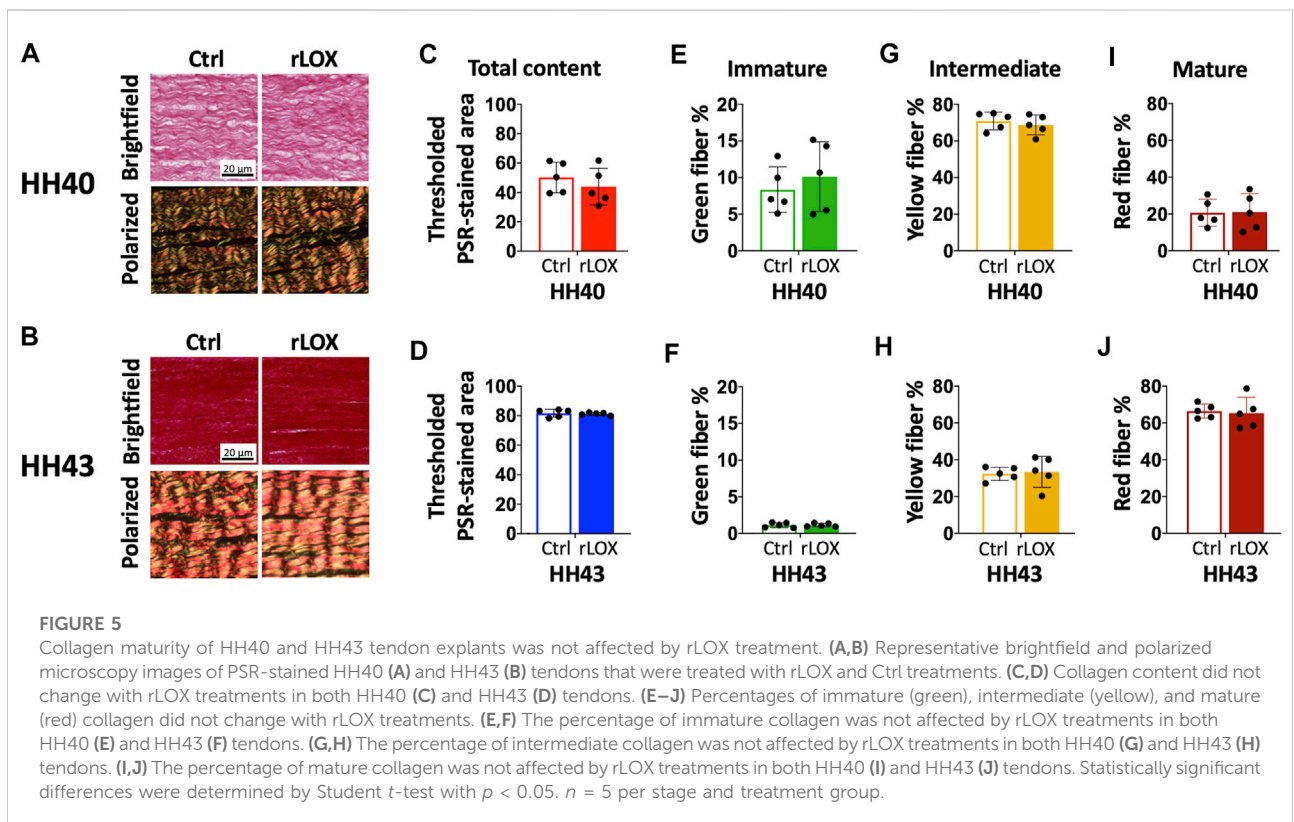 A
Ctrl
rLOX
HH40
Brightfield
20 µm
Polarized
B
Ctrl
rLOX
HH43
Brightfield
20 µm
Polarized
C
Total content
Thresholded
PSR-stained area
100
80
60
40
20
0
Ctrl rLOX
HH40
D
Thresholded
PSR-stained area
100
80
60
40
20
0
Ctrl rLOX
HH43
E
Immature
Green fiber %
20
15
10
5
0
Ctrl rLOX
HH40
F
Green fiber %
20
15
10
5
0
Ctrl rLOX
HH43
G
Intermediate
Yellow fiber %
80
60
40
20
0
Ctrl rLOX
HH40
H
Yellow fiber %
80
60
40
20
0
Ctrl rLOX
HH43
I
Mature
Red fiber %
80
60
40
20
0
Ctrl rLOX
HH40
J
Red fiber %
80
60
40
20
0
Ctrl rLOX
HH43
FIGURE 5
Collagen maturity of HH40 and HH43 tendon explants was not affected by rLOX treatment. (A,B) Representative brightfield and polarized
microscopy images of PSR-stained HH40 (A) and HH43 (B) tendons that were treated with rLOX and Ctrl treatments. (C,D) Collagen content did not
change with rLOX treatments in both HH40 (C) and HH43 (D) tendons. (E–J) Percentages of immature (green), intermediate (yellow), and mature
(red) collagen did not change with rLOX treatments. (E,F) The percentage of immature collagen was not affected by rLOX treatments in both
HH40 (E) and HH43 (F) tendons. (G,H) The percentage of intermediate collagen was not affected by rLOX treatments in both HH40 (G) and HH43 (H)
tendons. (I,J) The percentage of mature collagen was not affected by rLOX treatments in both HH40 (I) and HH43 (J) tendons. Statistically significant
differences were determined by Student t-test with p < 0.05. n = 5 per stage and treatment group.